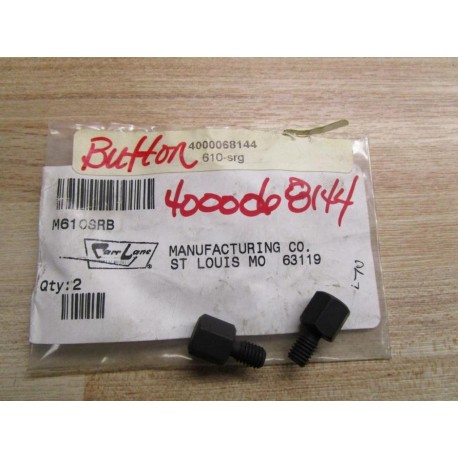 Button
4000068144
610-srg
4000068144
M610SRB
Carr Lane
MANUFACTURING CO.
ST LOUIS MO 63119
Qty:2